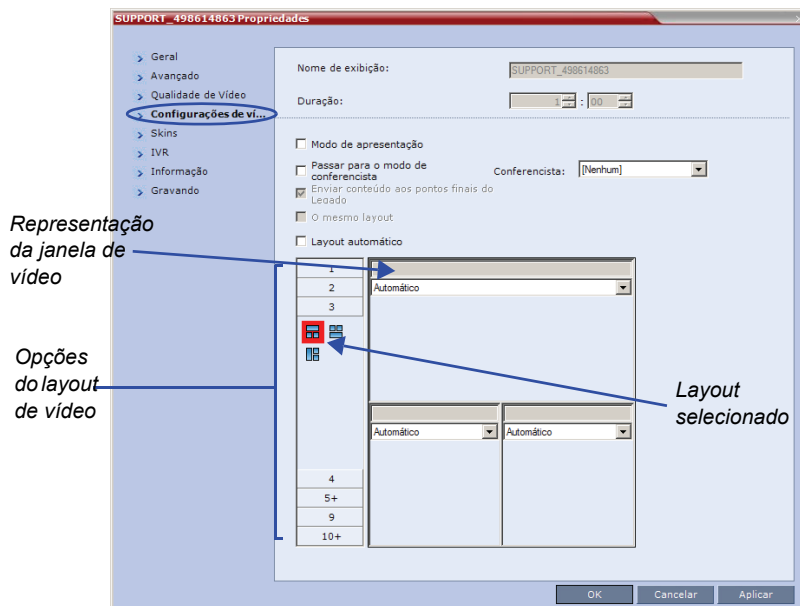 SUPPORT_498614863 Propriedades
Geral
Avançado
Qualidade de Vídeo
Configurações de ví...
Skins
IVR
Informação
Gravando
Nome de exibição:
SUPPORT_498614863
Duração:
1 : 00
Modo de apresentação
Passar para o modo de
conferencista
Conferencista:
[Nenhum]
Enviar conteúdo aos pontos finais do
Legado
O mesmo layout
Layout automático
Representação
da janela de
vídeo
1
2
3
Automático
Opções
do layout
de vídeo
Layout
selecionado
Automático
Automático
4
5+
9
10+
OK
Cancelar
Aplicar